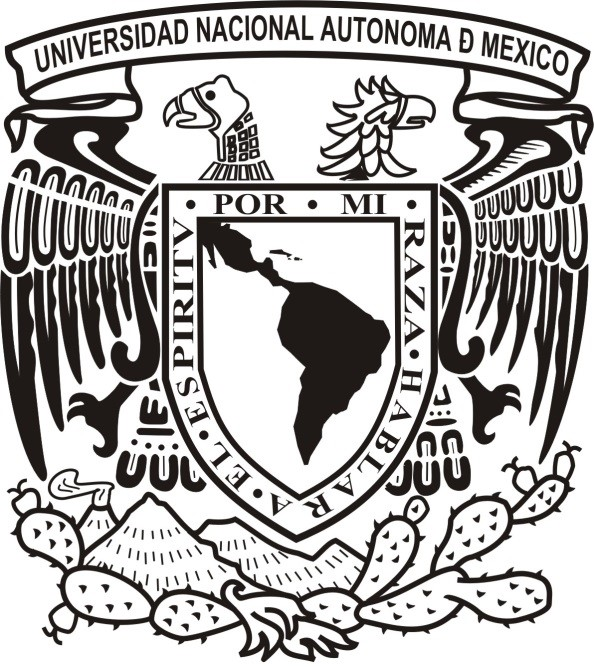 UNIVERSIDAD NACIONAL AUTONOMA Đ MEXICO
• POR • MI •
RAZA • HABLARA • EL • ESPIRITV •